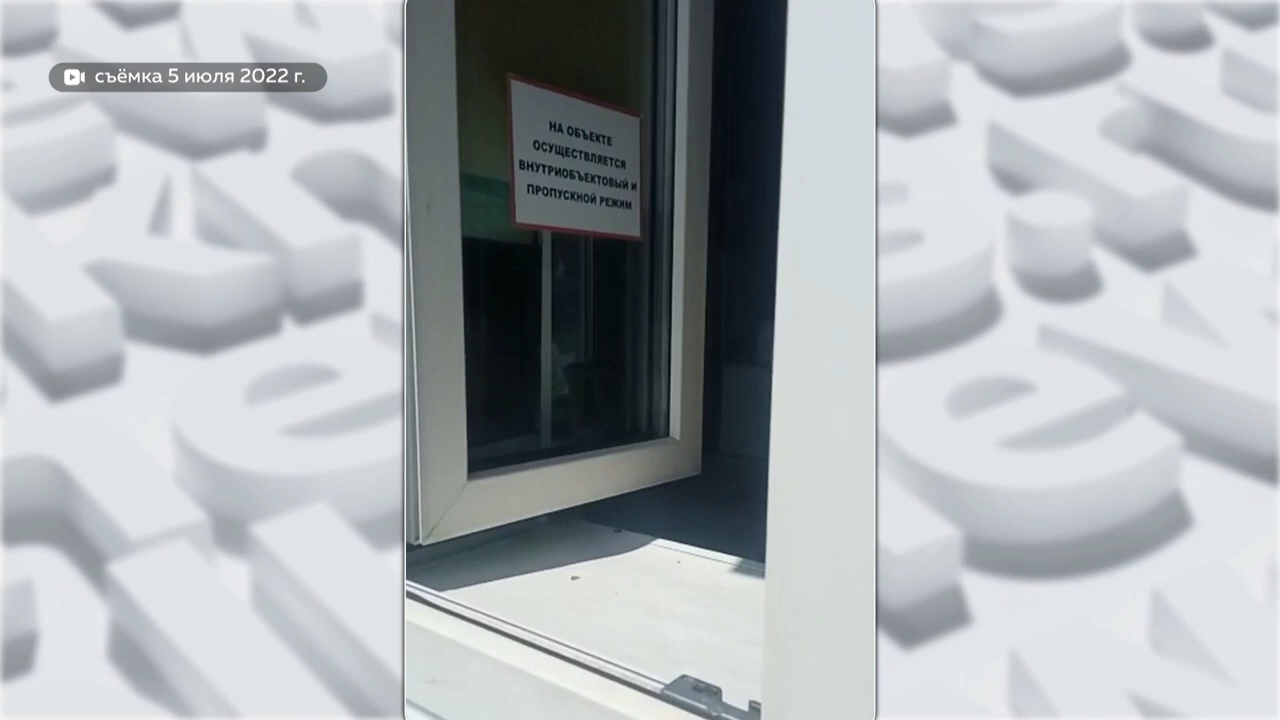 съёмка 5 июля 2022 г.
НА ОБЪЕКТЕ
ОСУЩЕСТВЛЯЕТСЯ
ВНУТРИОБЪЕКТОВЫЙ И
ПРОПУСКНОЙ РЕЖИМ